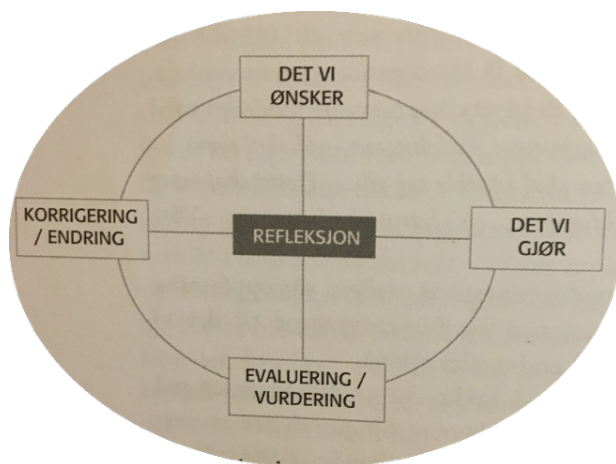 DET VI
ØNSKER
KORRIGERING
/ ENDRING
REFLEKSJON
DET VI
GJØR
EVALUERING /
VURDERING